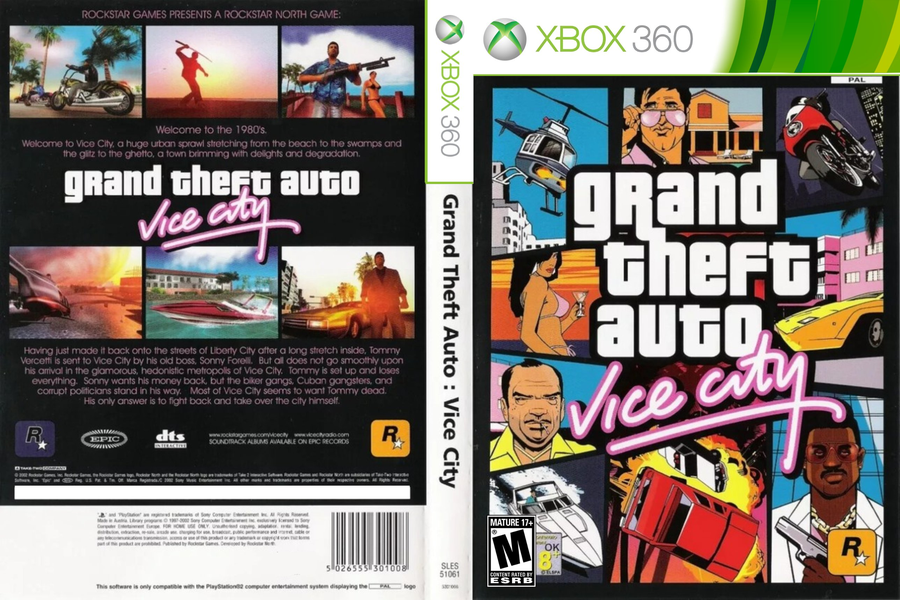 ROCKSTAR GAMES PRESENTS A ROCKSTAR NORTH GAME:
Welcome to the 1980's.
Welcome to Vice City, a huge urban sprawl stretching from the beach to the swamps and
the glitz to the ghetto, a town brimming with delights and degradation.
grand theft auto
Vice City
Having just made it back onto the streets of Liberty City after a long stretch inside, Tommy
Vercetti is sent to Vice City by his old boss, Sonny Forelli. But all does not go smoothly upon
his arrival in the glamorous, hedonistic metropolis of Vice City. Tommy is set up and loses
everything. Sonny wants his money back, but the biker gangs, Cuban gangsters, and
corrupt politicians stand in his way. Most of Vice City seems to want Tommy dead.
His only answer is to fight back and take over the city himself.
R
EPIC
dts
INTERACTIVE
www.rockstargames.com/vicecity www.vicecityradio.com
SOUNDTRACK ALBUMS AVAILABLE ON EPIC RECORDS
R
5 026555 301008
This software is only compatible with the PlayStation®2 computer entertainment system displaying the PAL logo
XBOX 360
Grand Theft Auto : Vice City
SLES
51061
XBOX 360
PAL
grand
theft
auto
Vice City
MATURE 17+
M
CONTENT RATED BY
ESRB
OK
8+
R